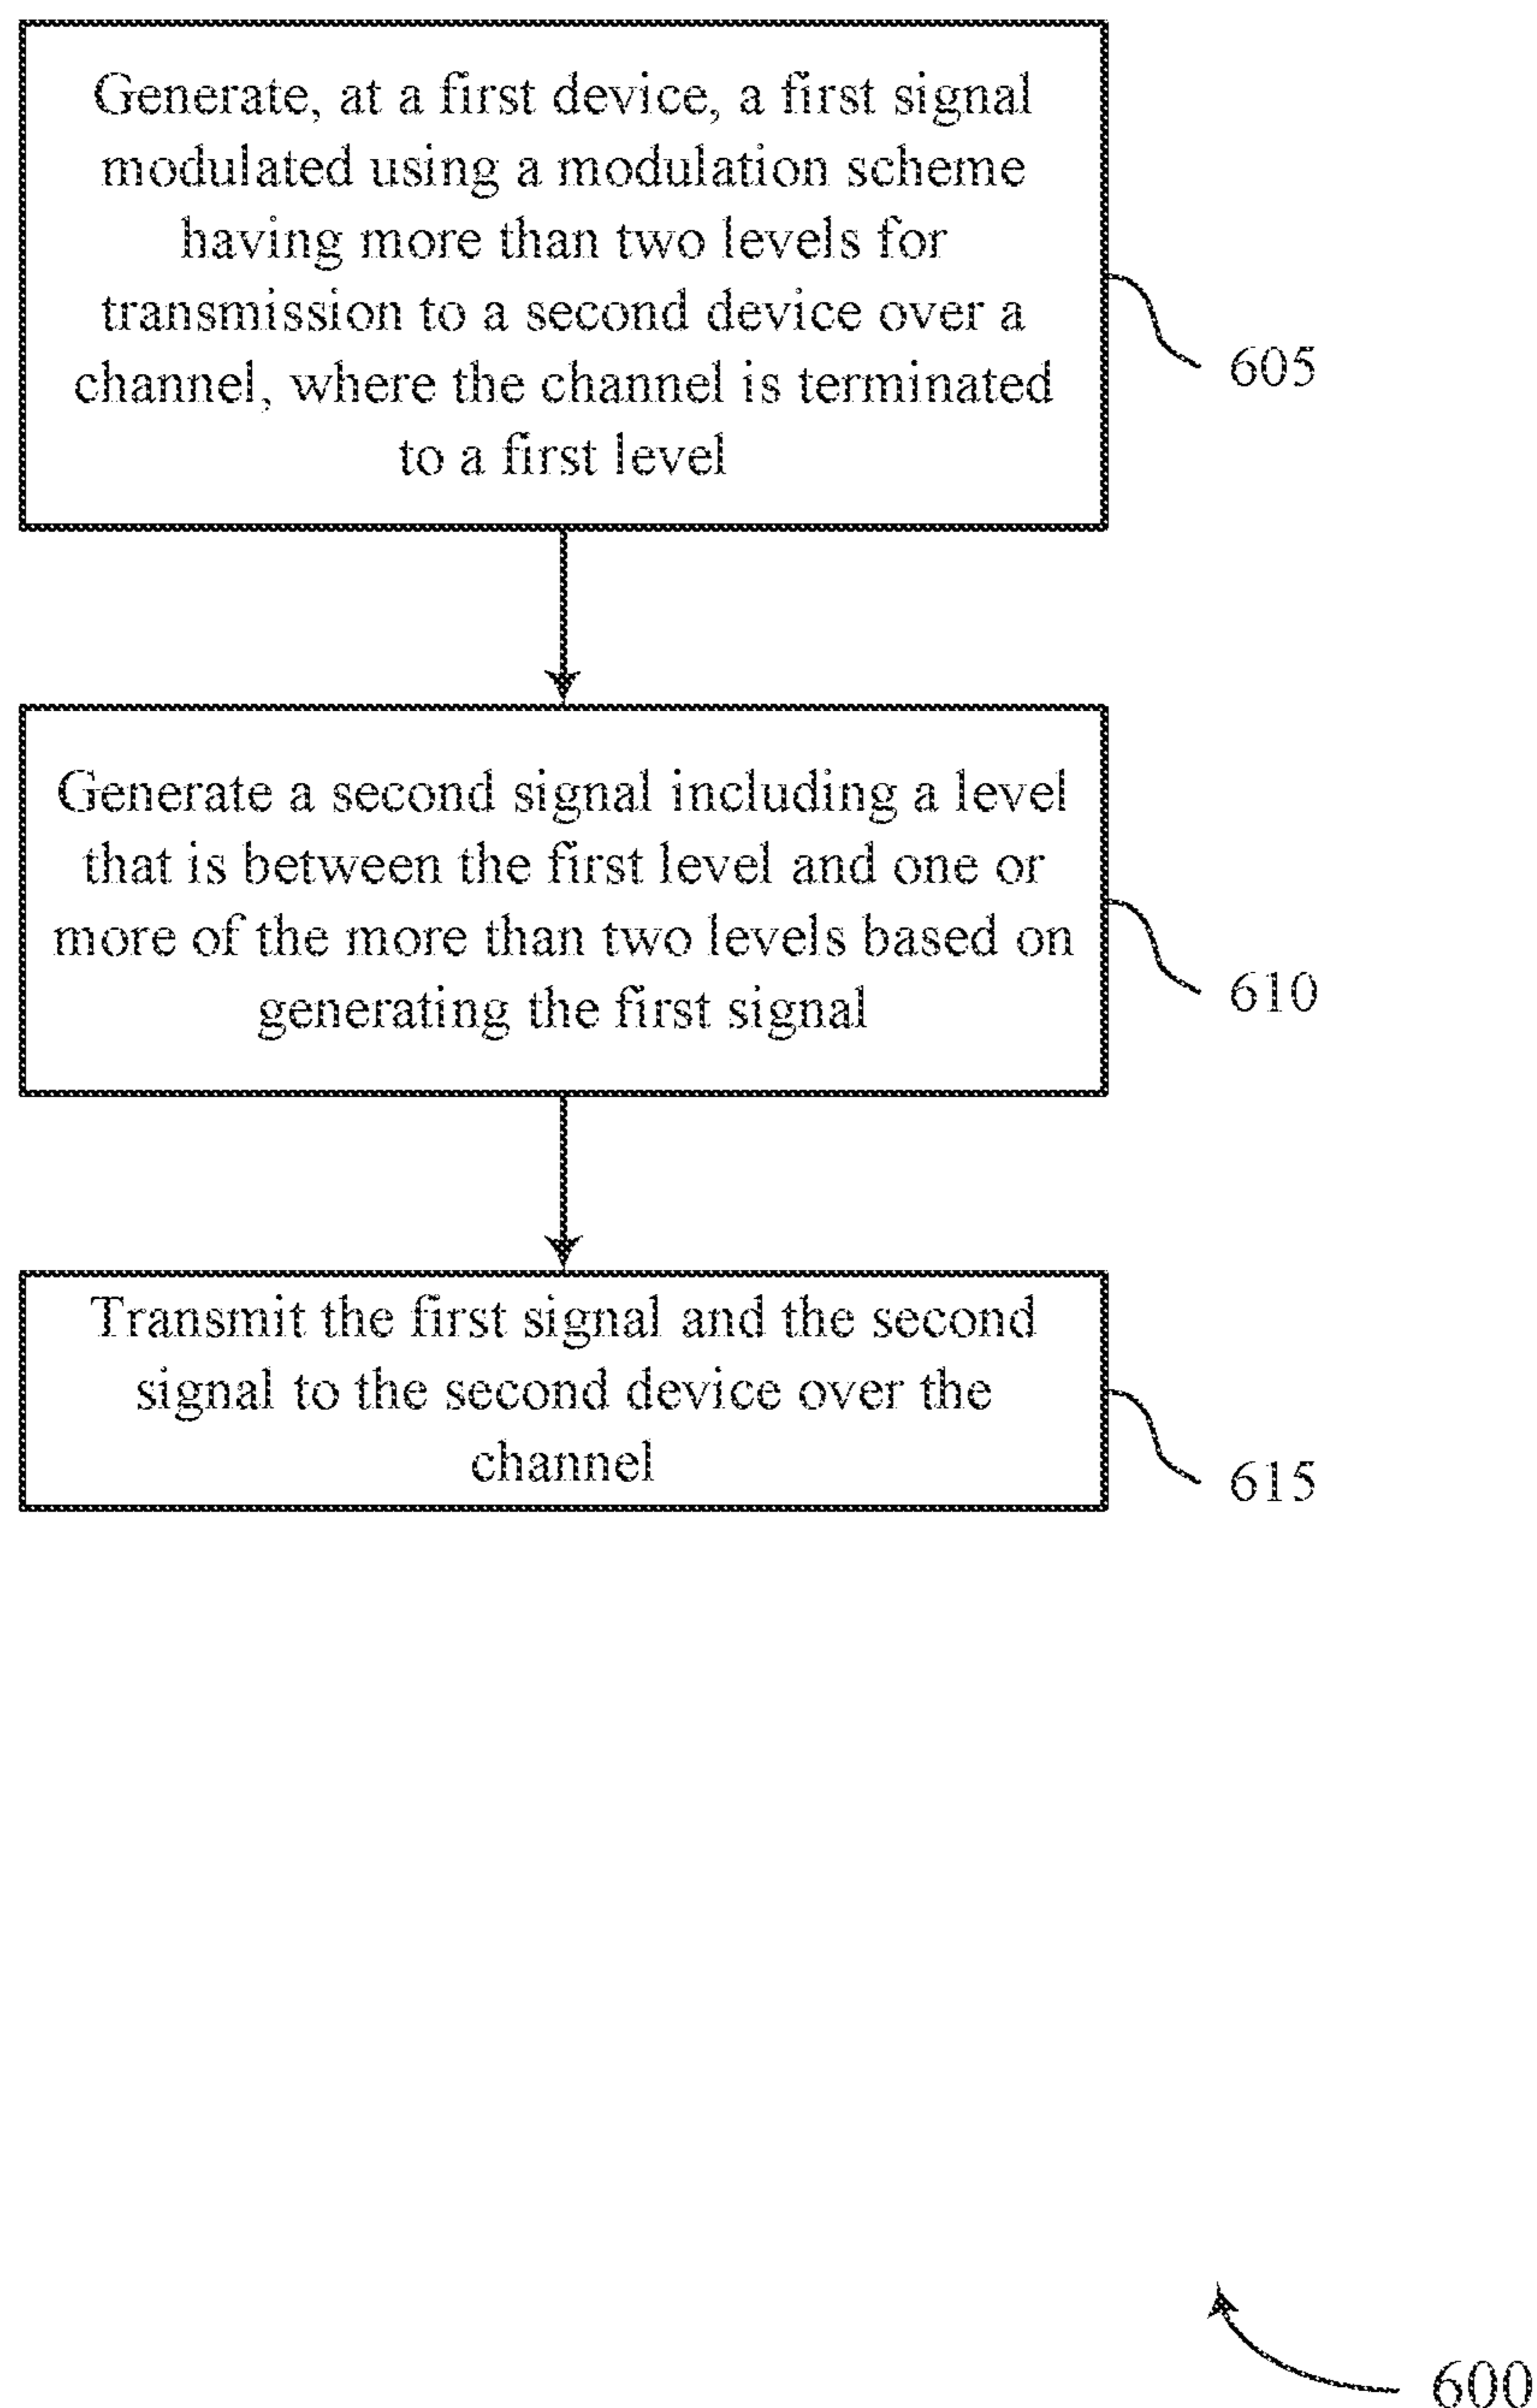 Generate, at a first device, a first signal
modulated using a modulation scheme
having more than two levels for
transmission to a second device over a
channel, where the channel is terminated
to a first level
605
Generate a second signal including a level
that is between the first level and one or
more of the more than two levels based on
generating the first signal
610
Transmit the first signal and the second
signal to the second device over the
channel
615
600